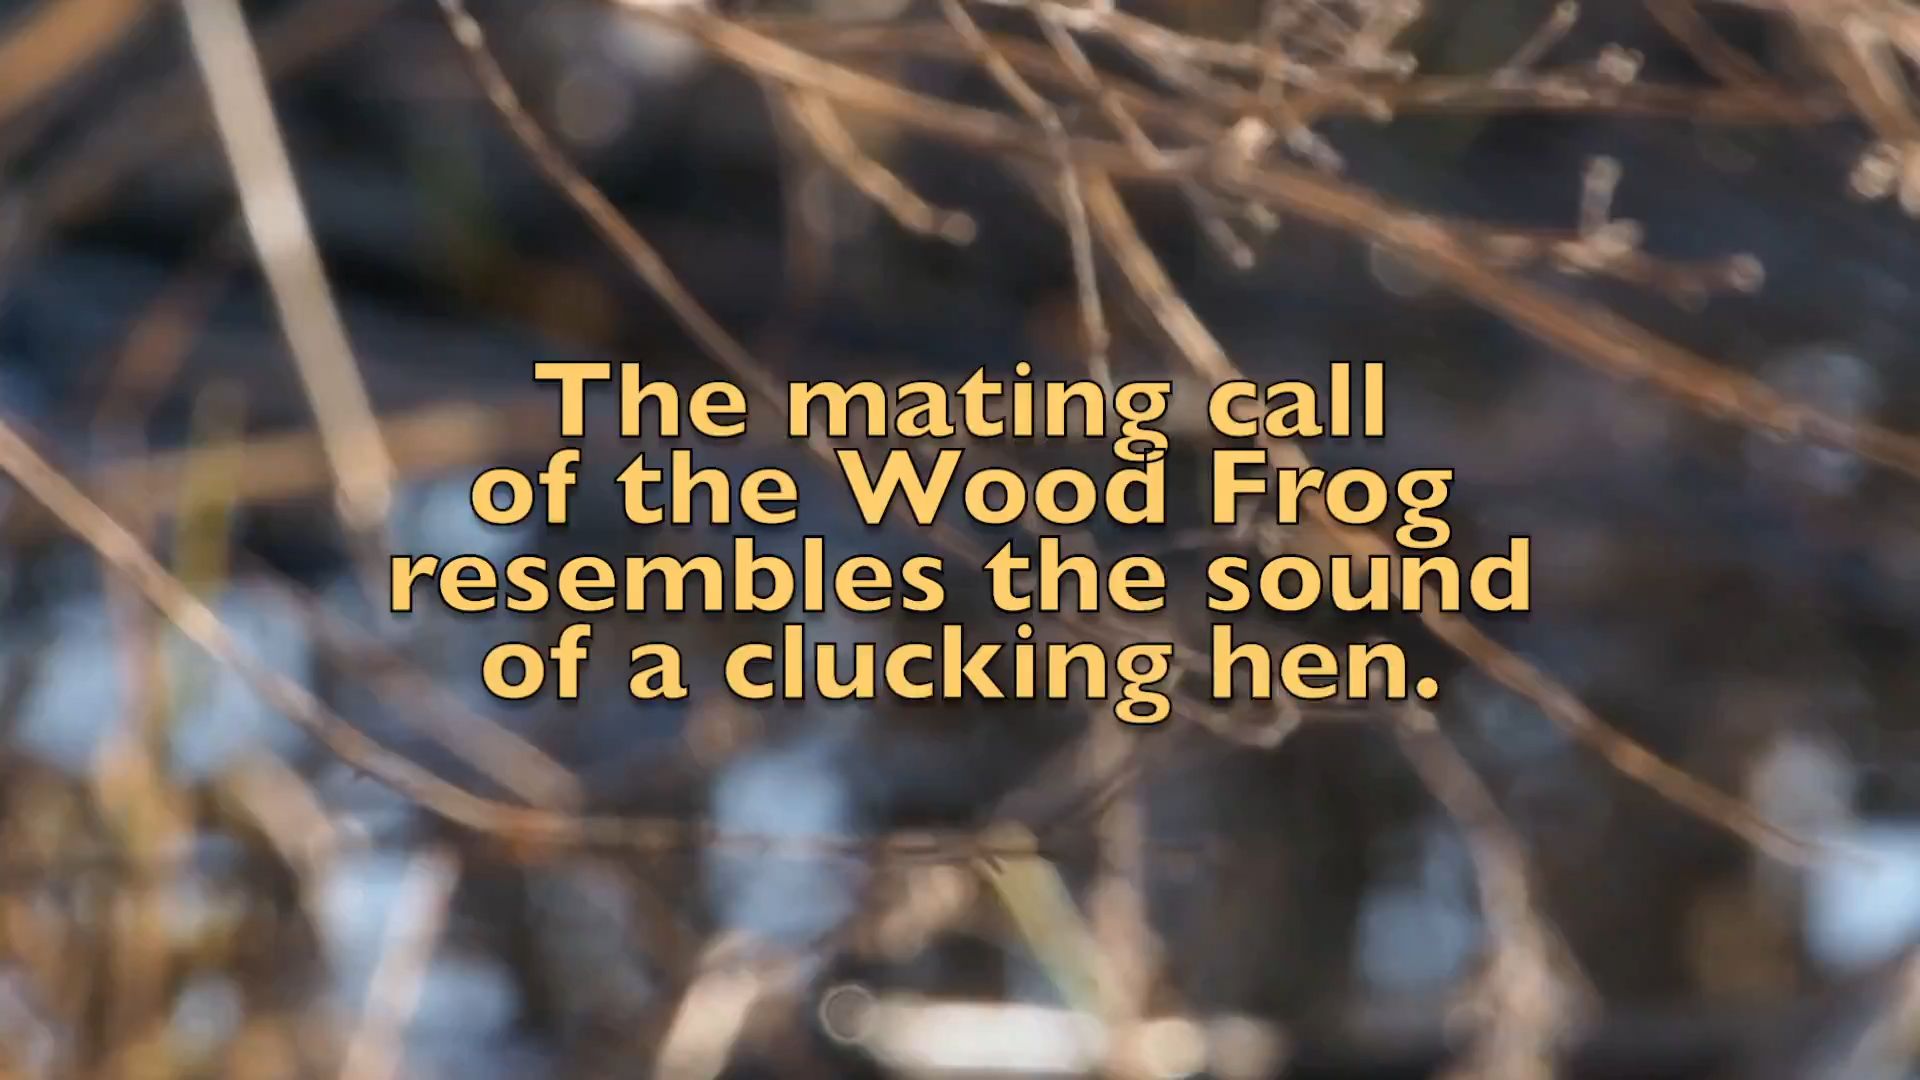 The mating call
of the Wood Frog
resembles the sound
of a clucking hen.